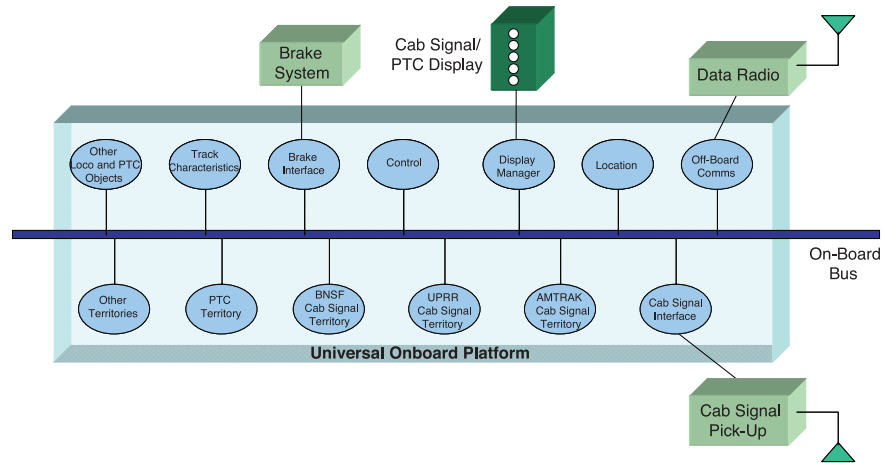 Brake
System
Cab Signal/
PTC Display
Data Radio
Other
Loco and PTC
Objects
Track
Characteristics
Brake
Interface
Control
Display
Manager
Location
Off-Board
Comms
On-Board
Bus
Other
Territories
PTC
Territory
BNSF
Cab Signal
Territory
UPRR
Cab Signal
Territory
AMTRAK
Cab Signal
Territory
Cab Signal
Interface
Universal Onboard Platform
Cab Signal
Pick-Up